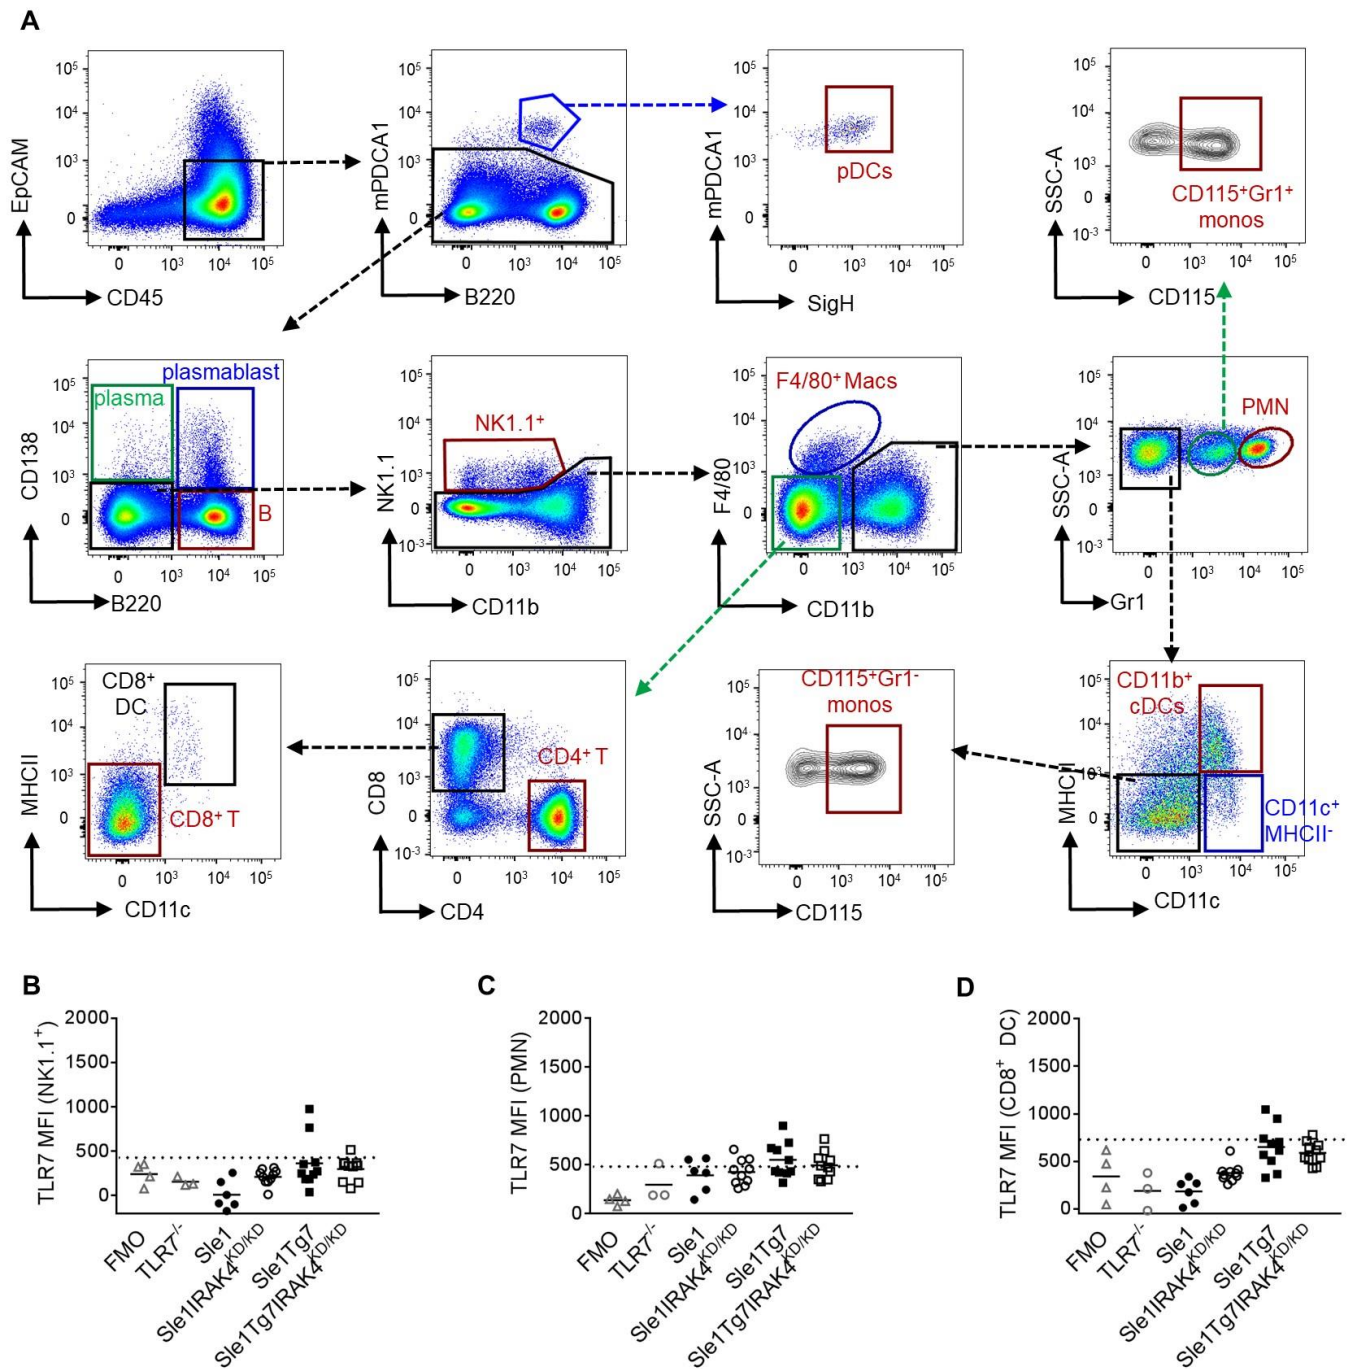 A
EpCAM
10⁵
10⁴
10³
0
0 10³ 10⁴ 10⁵
CD45
mPDCA1
10⁵
10⁴
10³
0
0 10³ 10⁴ 10⁵
B220
mPDCA1
10⁵
10⁴
10³
0
pDCs
0 10³ 10⁴ 10⁵
SigH
SSC-A
10⁵
10⁴
10³
0
10⁻³
CD115⁺Gr1⁺
monos
0 10³ 10⁴ 10⁵
CD115
CD138
10⁵
10⁴
10³
0
plasma
plasmablast
B
0 10³ 10⁴ 10⁵
B220
NK1.1
10⁵
10⁴
10³
0
10⁻³
NK1.1⁺
0 10³ 10⁴ 10⁵
CD11b
F4/80
10⁵
10⁴
10³
0
F4/80⁺Macs
0 10³ 10⁴ 10⁵
CD11b
SSC-A
10⁵
10⁴
10³
0
10⁻³
PMN
0 10³ 10⁴ 10⁵
Gr1
MHCII
10⁵
10⁴
10³
0
CD8⁺
DC
CD8⁺ T
0 10³ 10⁴ 10⁵
CD11c
CD8
10⁵
10⁴
10³
0
10⁻³
CD4⁺ T
0 10³ 10⁴ 10⁵
CD4
SSC-A
10⁵
10⁴
10³
0
10⁻³
CD115⁺Gr1⁻
monos
0 10³ 10⁴ 10⁵
CD115
MHCII
10⁵
10⁴
10³
0
CD11b⁺
cDCs
CD11c⁺
MHCII⁻
0 10³ 10⁴ 10⁵
CD11c
B
TLR7 MFI (NK1.1⁺)
2000
1500
1000
500
0
FMO
TLR7⁻/⁻
Sle1
Sle1IRAK4ᴷᴰ/ᴷᴰ
Sle1Tg7
Sle1Tg7IRAK4ᴷᴰ/ᴷᴰ
C
TLR7 MFI (PMN)
2000
1500
1000
500
0
FMO
TLR7⁻/⁻
Sle1
Sle1IRAK4ᴷᴰ/ᴷᴰ
Sle1Tg7
Sle1Tg7IRAK4ᴷᴰ/ᴷᴰ
D
TLR7 MFI (CD8⁺ DC)
2000
1500
1000
500
0
FMO
TLR7⁻/⁻
Sle1
Sle1IRAK4ᴷᴰ/ᴷᴰ
Sle1Tg7
Sle1Tg7IRAK4ᴷᴰ/ᴷᴰ